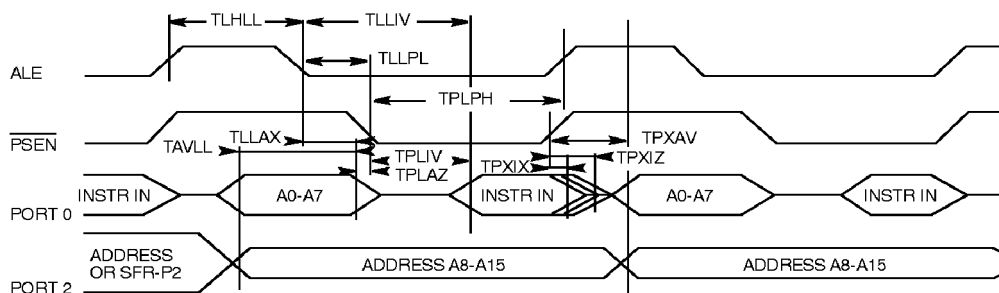 TLHLL TLLIV
TLLPL
ALE
TPLPH
PSEN
TLLAX TPXAV
TAVLL
TPLIV TPXIZ
TPLAZ TPXIX
INSTR IN A0-A7 INSTR IN A0-A7 INSTR IN
PORT 0
ADDRESS
OR SFR-P2
ADDRESS A8-A15 ADDRESS A8-A15
PORT 2